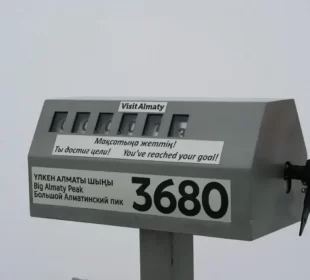 Visit Almaty
Мақсатыңа жеттің!
Ты достиг цели! You've reached your goal!
ҮЛКЕН АЛМАТЫ ШЫҢЫ
Big Almaty Peak
Большой Алматинский пик
3680